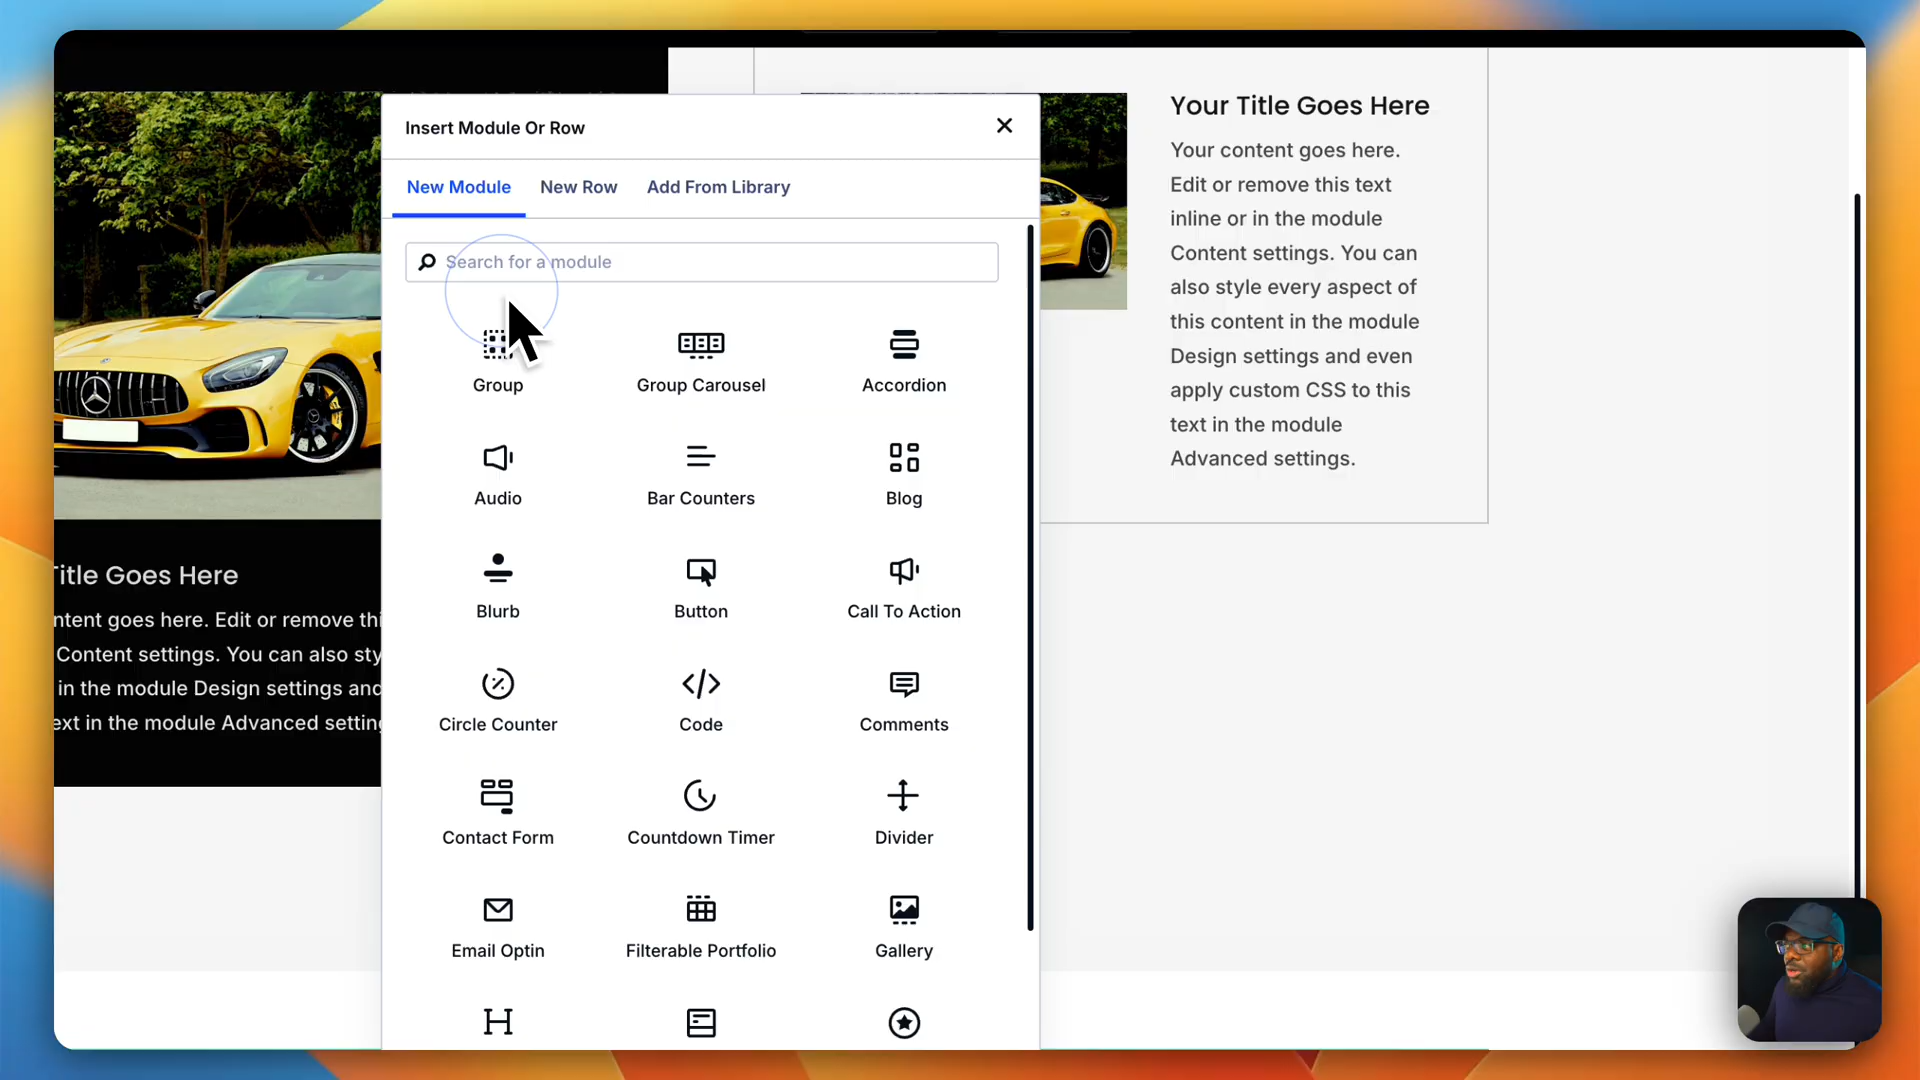 Insert Module Or Row
New Module
New Row
Add From Library
Search for a module
Group
Group Carousel
Accordion
Audio
Bar Counters
Blog
Blurb
Button
Call To Action
Circle Counter
Code
Comments
Contact Form
Countdown Timer
Divider
Email Optin
Filterable Portfolio
Gallery
Title Goes Here
ntent goes here. Edit or remove thi
Content settings. You can also sty
in the module Design settings and
ext in the module Advanced setting
Your Title Goes Here
Your content goes here.
Edit or remove this text
inline or in the module
Content settings. You can
also style every aspect of
this content in the module
Design settings and even
apply custom CSS to this
text in the module
Advanced settings.